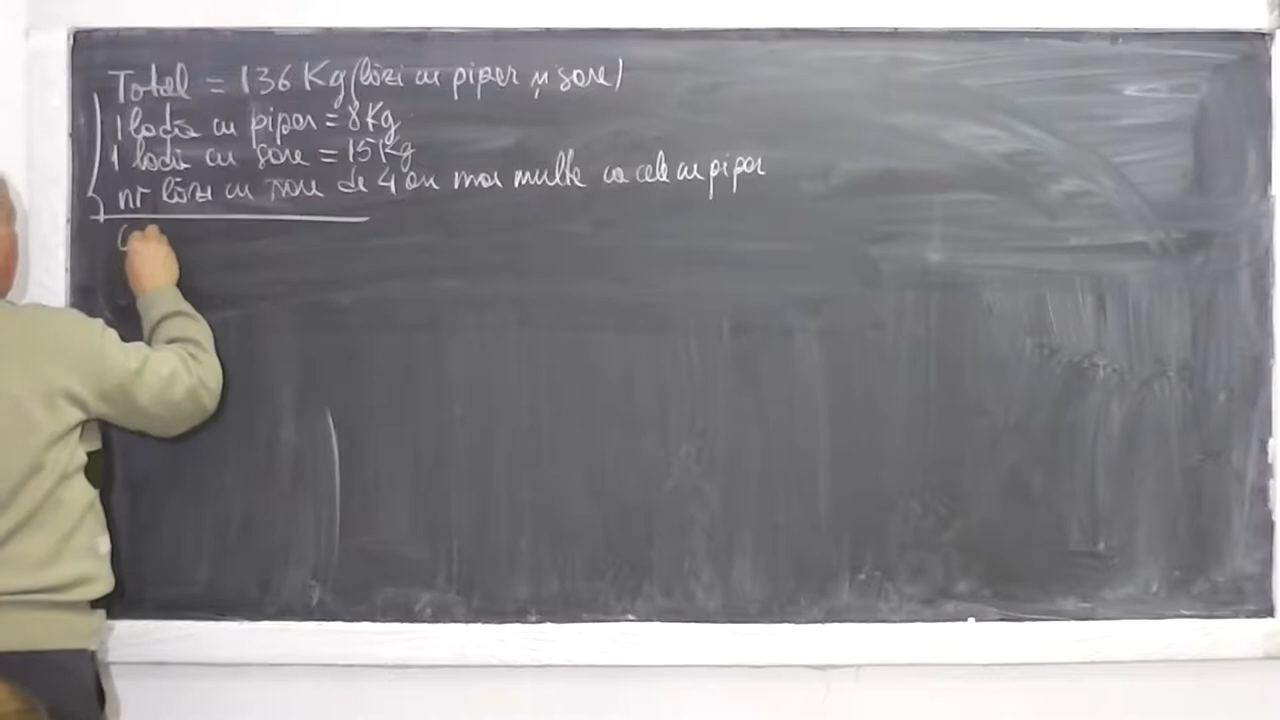 Total = 136 Kg (lăzi cu piper și sare)
1 ladă cu piper = 8 Kg
1 ladă cu sare = 15 Kg
nr lăzi cu sare de 4 ori mai multe ca cele cu piper